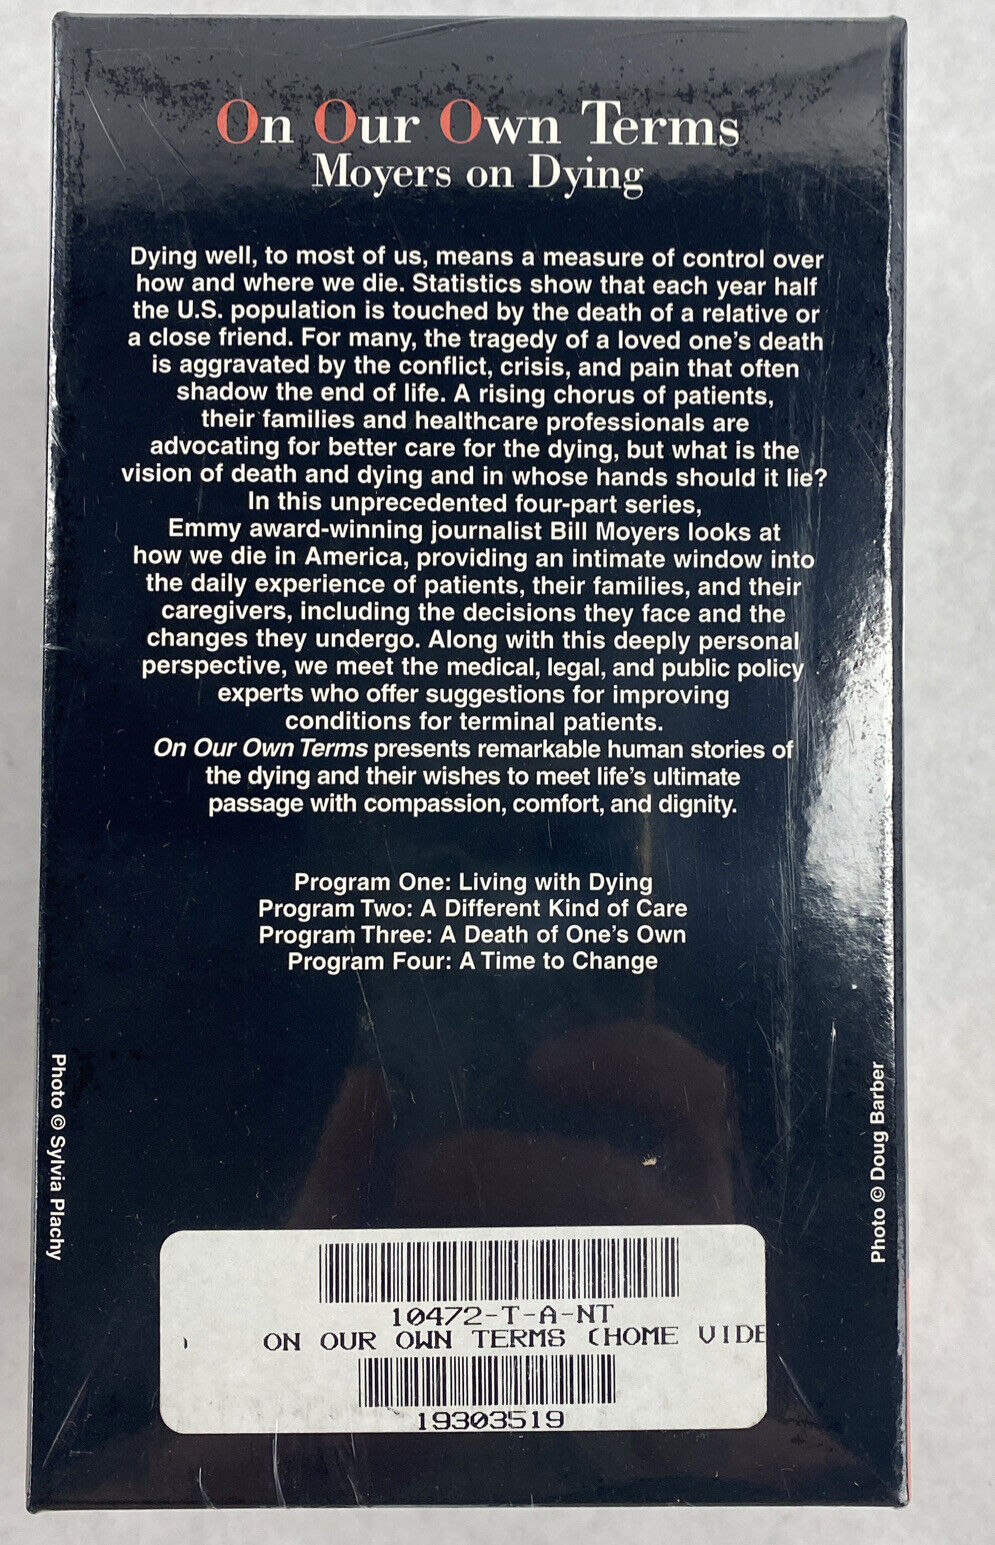 On Our Own Terms
Moyers on Dying
Dying well, to most of us, means a measure of control over
how and where we die. Statistics show that each year half
the U.S. population is touched by the death of a relative or
a close friend. For many, the tragedy of a loved one's death
is aggravated by the conflict, crisis, and pain that often
shadow the end of life. A rising chorus of patients,
their families and healthcare professionals are
advocating for better care for the dying, but what is the
vision of death and dying and in whose hands should it lie?
In this unprecedented four-part series,
Emmy award-winning journalist Bill Moyers looks at
how we die in America, providing an intimate window into
the daily experience of patients, their families, and their
caregivers, including the decisions they face and the
changes they undergo. Along with this deeply personal
perspective, we meet the medical, legal, and public policy
experts who offer suggestions for improving
conditions for terminal patients.
On Our Own Terms presents remarkable human stories of
the dying and their wishes to meet life's ultimate
passage with compassion, comfort, and dignity.
Program One: Living with Dying
Program Two: A Different Kind of Care
Program Three: A Death of One's Own
Program Four: A Time to Change
Photo © Sylvia Plachy
Photo © Doug Barber
10472-T-A-NT
ON OUR OWN TERMS (HOME VIDE
19303519